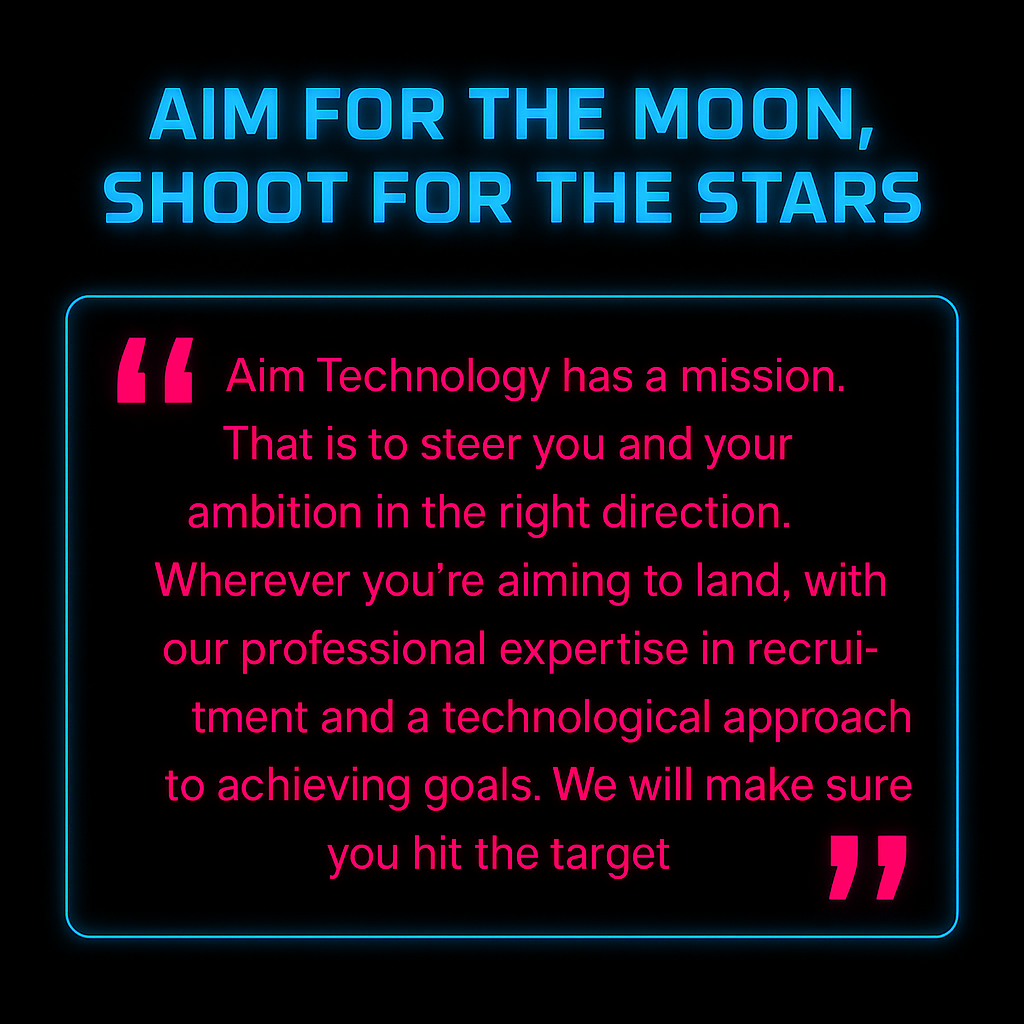 AIM FOR THE MOON,
SHOOT FOR THE STARS
“ Aim Technology has a mission.
That is to steer you and your
ambition in the right direction.
Wherever you’re aiming to land, with
our professional expertise in recrui-
tment and a technological approach
to achieving goals. We will make sure
you hit the target ”